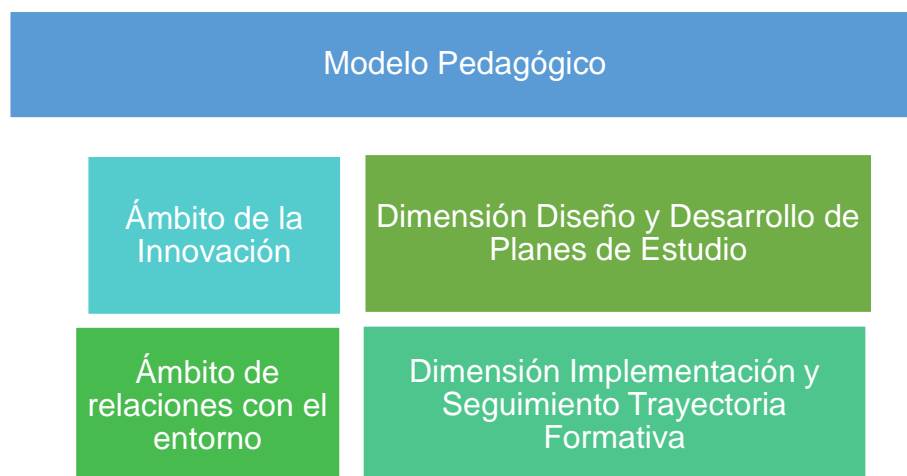 Modelo Pedagógico
Ámbito de la
Innovación
Dimensión Diseño y Desarrollo de
Planes de Estudio
Ámbito de
relaciones con el
entorno
Dimensión Implementación y
Seguimiento Trayectoria
Formativa